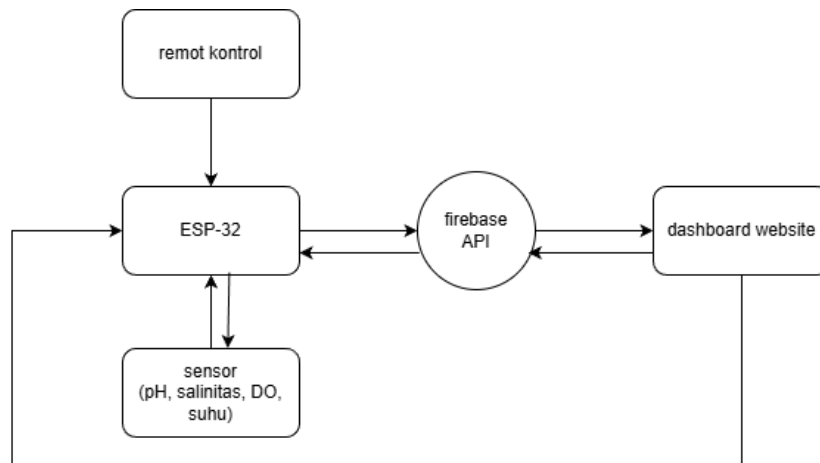 remot kontrol
ESP-32
firebase
API
dashboard website
sensor
(pH, salinitas, DO,
suhu)